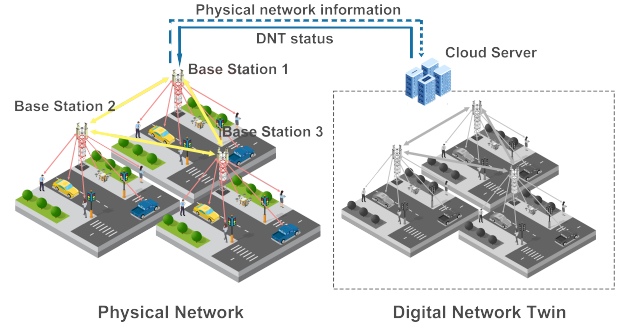 Physical network information
DNT status
Cloud Server
Base Station 1
Base Station 2
Base Station 3
Physical Network
Digital Network Twin